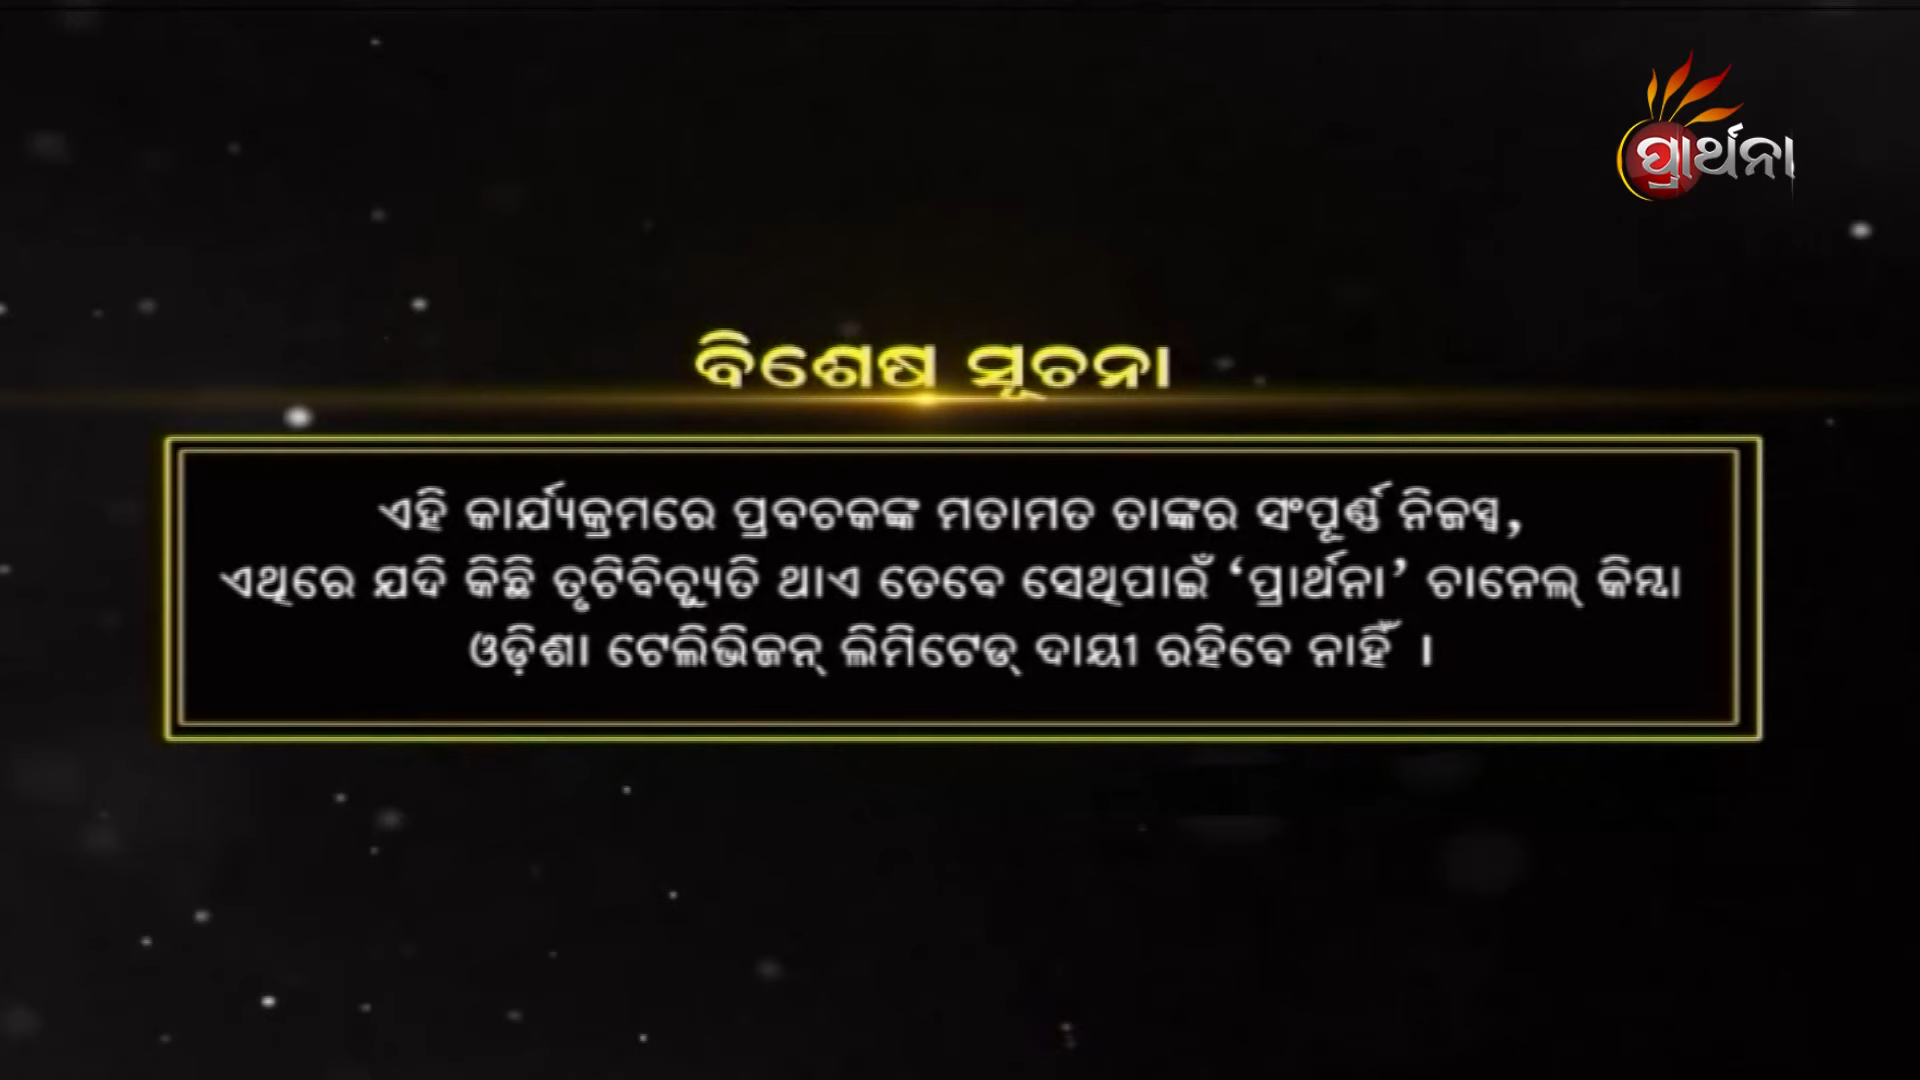 ପ୍ରାର୍ଥନା
ବିଶେଷ ସୂଚନା
ଏହି କାର୍ଯ୍ୟକ୍ରମରେ ପ୍ରବଚକଙ୍କ ମତାମତ ତାଙ୍କର ସଂପୂର୍ଣ୍ଣ ନିଜସ୍ୱ,
ଏଥିରେ ଯଦି କିଛି ତୃଟିବିଚ୍ୟୁତି ଥାଏ ତେବେ ସେଥିପାଇଁ ‘ପ୍ରାର୍ଥନା’ ଚାନେଲ୍ କିମ୍ବା
ଓଡ଼ିଶା ଟେଲିଭିଜନ୍ ଲିମିଟେଡ୍ ଦାୟୀ ରହିବେ ନାହିଁ ।